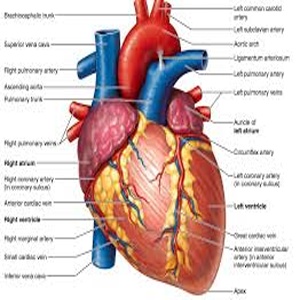 Brachiocephalic trunk
Superior vena cava
Right pulmonary artery
Ascending aorta
Pulmonary trunk
Right pulmonary veins
Right atrium
Right coronary artery
(in coronary sulcus)
Anterior cardiac vein
Right ventricle
Right marginal artery
Small cardiac vein
Inferior vena cava
Left common carotid
artery
Left subclavian artery
Aortic arch
Ligamentum arteriosum
Left pulmonary artery
Left pulmonary veins
Auricle of
left atrium
Circumflex artery
Left coronary artery
(in coronary sulcus)
Left ventricle
Great cardiac vein
Anterior interventricular
artery (in anterior
interventricular sulcus)
Apex